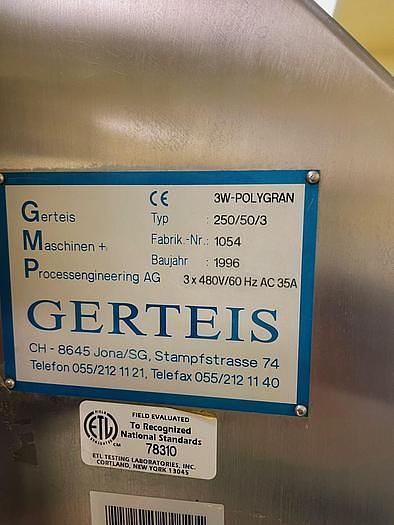 CE 3W-POLYGRAN
Gerteis Typ : 250/50/3
Maschinen + Fabrik.-Nr.: 1054
Baujahr : 1996
Processengineering AG 3 x 480V/60 Hz AC 35A
GERTEIS
CH - 8645 Jona/SG, Stampfstrasse 74
Telefon 055/212 11 21, Telefax 055/212 11 40
FIELD EVALUATED
ETL To Recognized
National Standards
78310
ETL TESTING LABORATORIES, INC.
CORTLAND, NEW YORK 13045